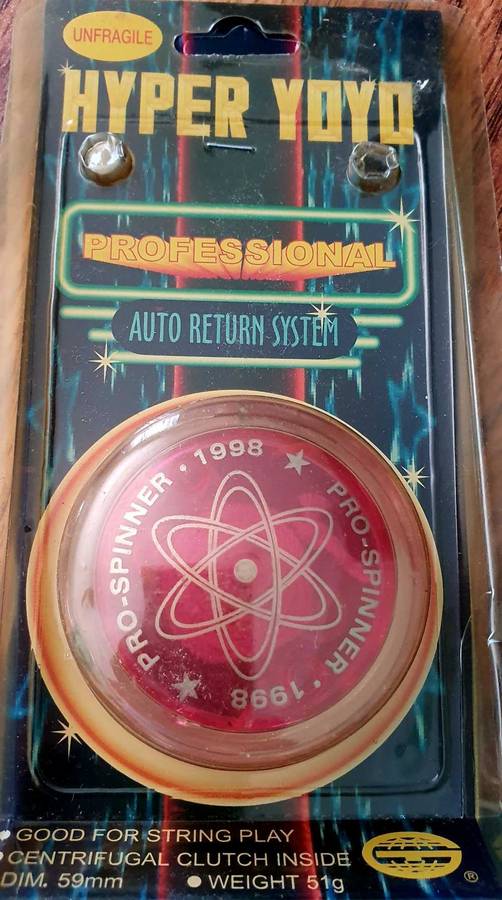 UNFRAGILE
HYPER YOYO
PROFESSIONAL
AUTO RETURN SYSTEM
PRO-SPINNER • 1998 ★
PRO-SPINNER • 1998 ★
GOOD FOR STRING PLAY
CENTRIFUGAL CLUTCH INSIDE
DIM. 59mm ● WEIGHT 51g
®